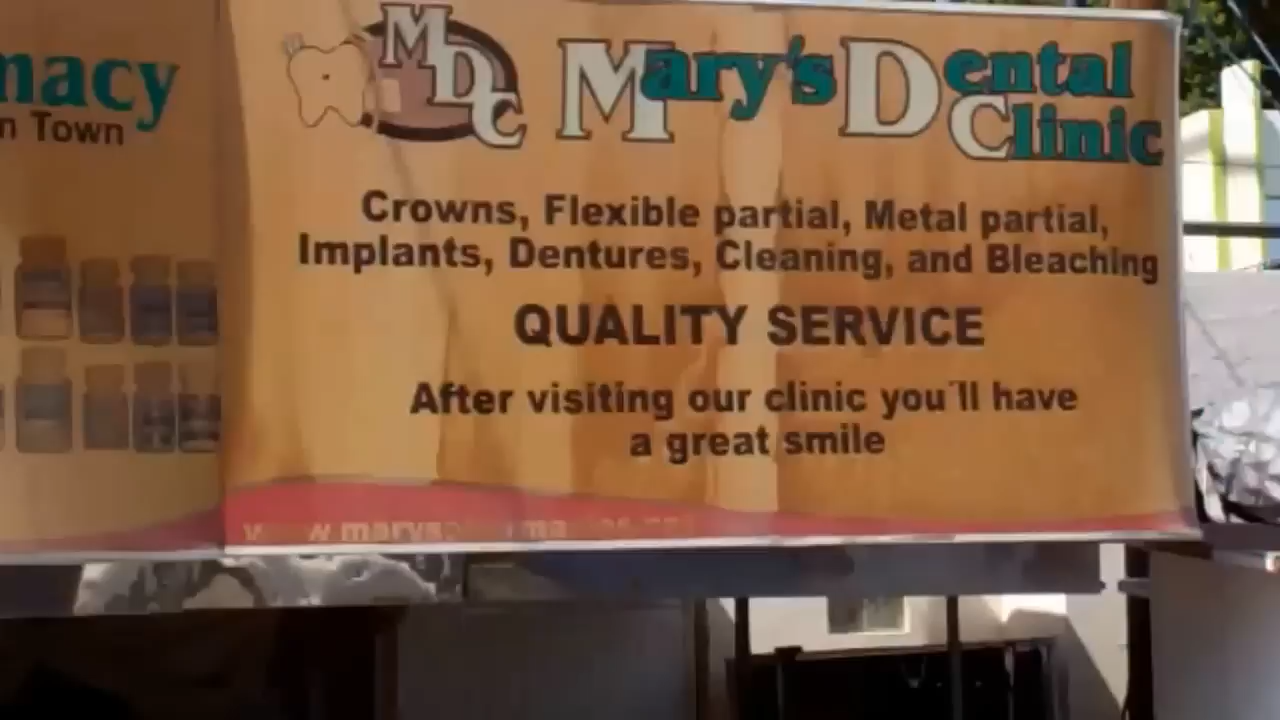 macy
n Town
MDC
Mary's Dental
Clinic
Crowns, Flexible partial, Metal partial,
Implants, Dentures, Cleaning, and Bleaching
QUALITY SERVICE
After visiting our clinic you´ll have
a great smile